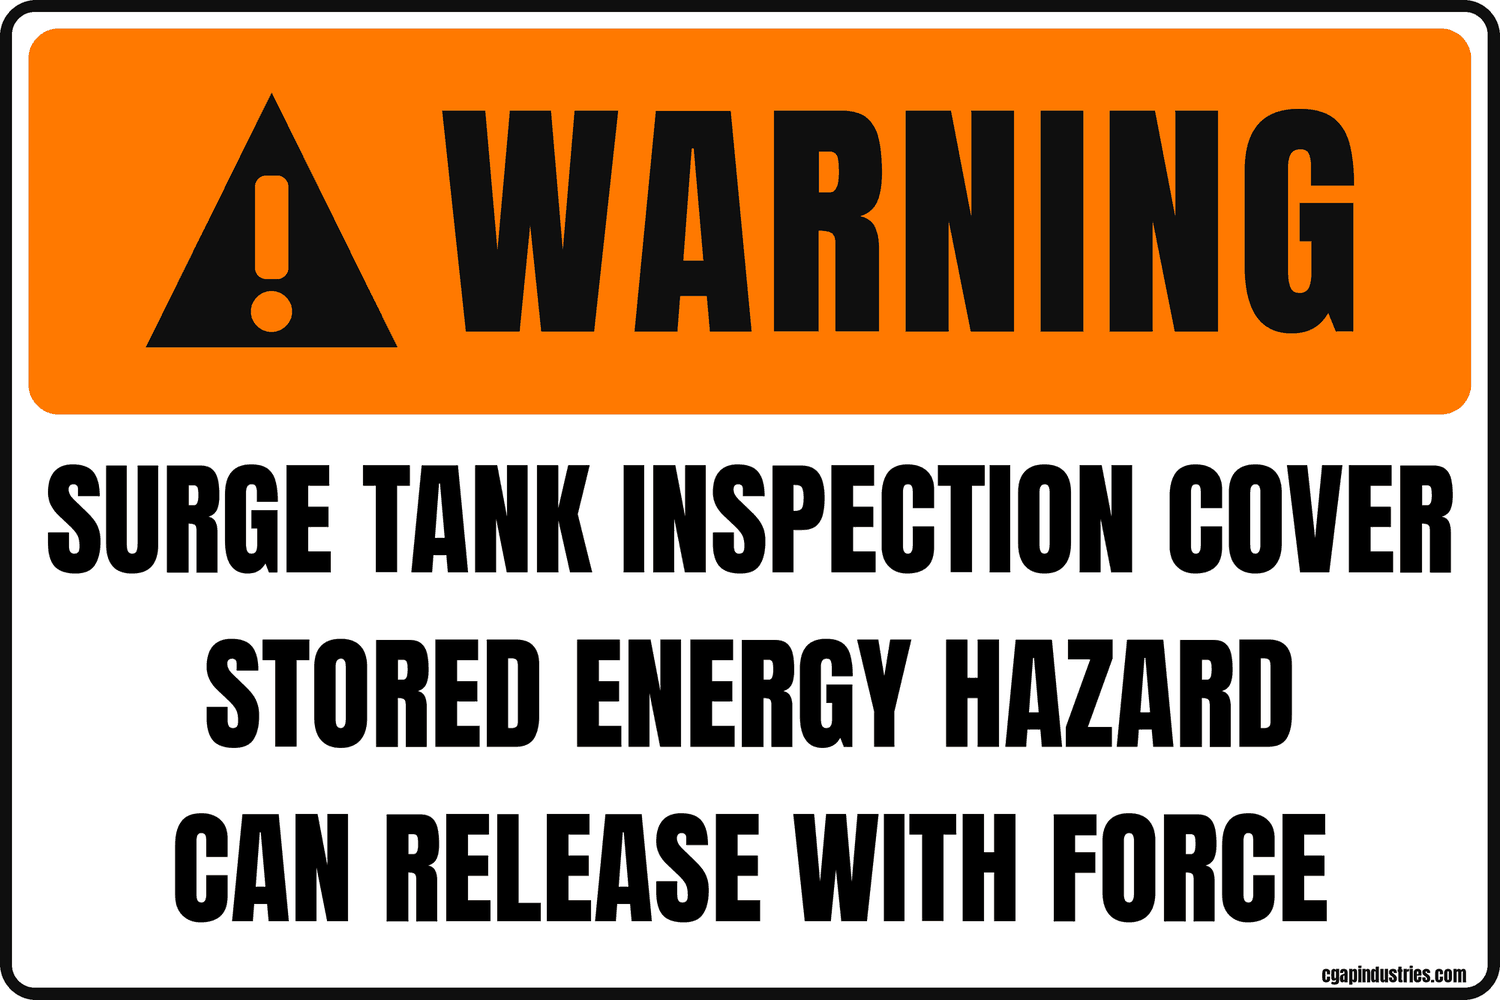 WARNING
SURGE TANK INSPECTION COVER
STORED ENERGY HAZARD
CAN RELEASE WITH FORCE
cgapindustries.com